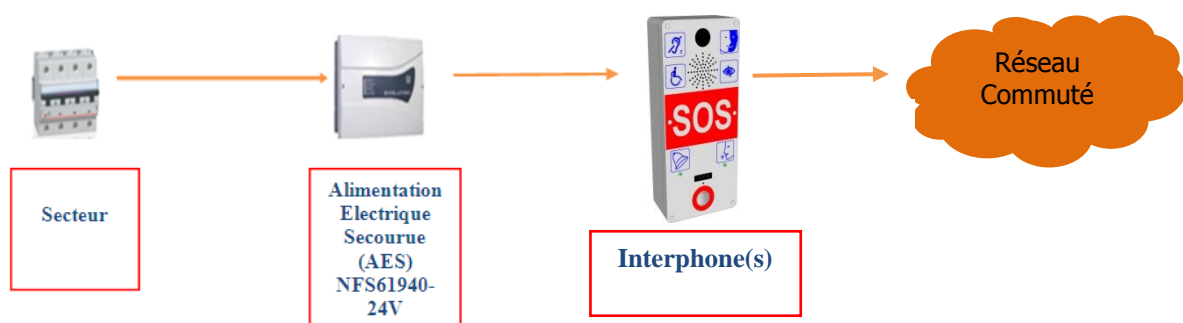 Secteur
Alimentation
Electrique
Secourue
(AES)
NFS61940-
24V
SOS
Interphone(s)
Réseau
Commuté